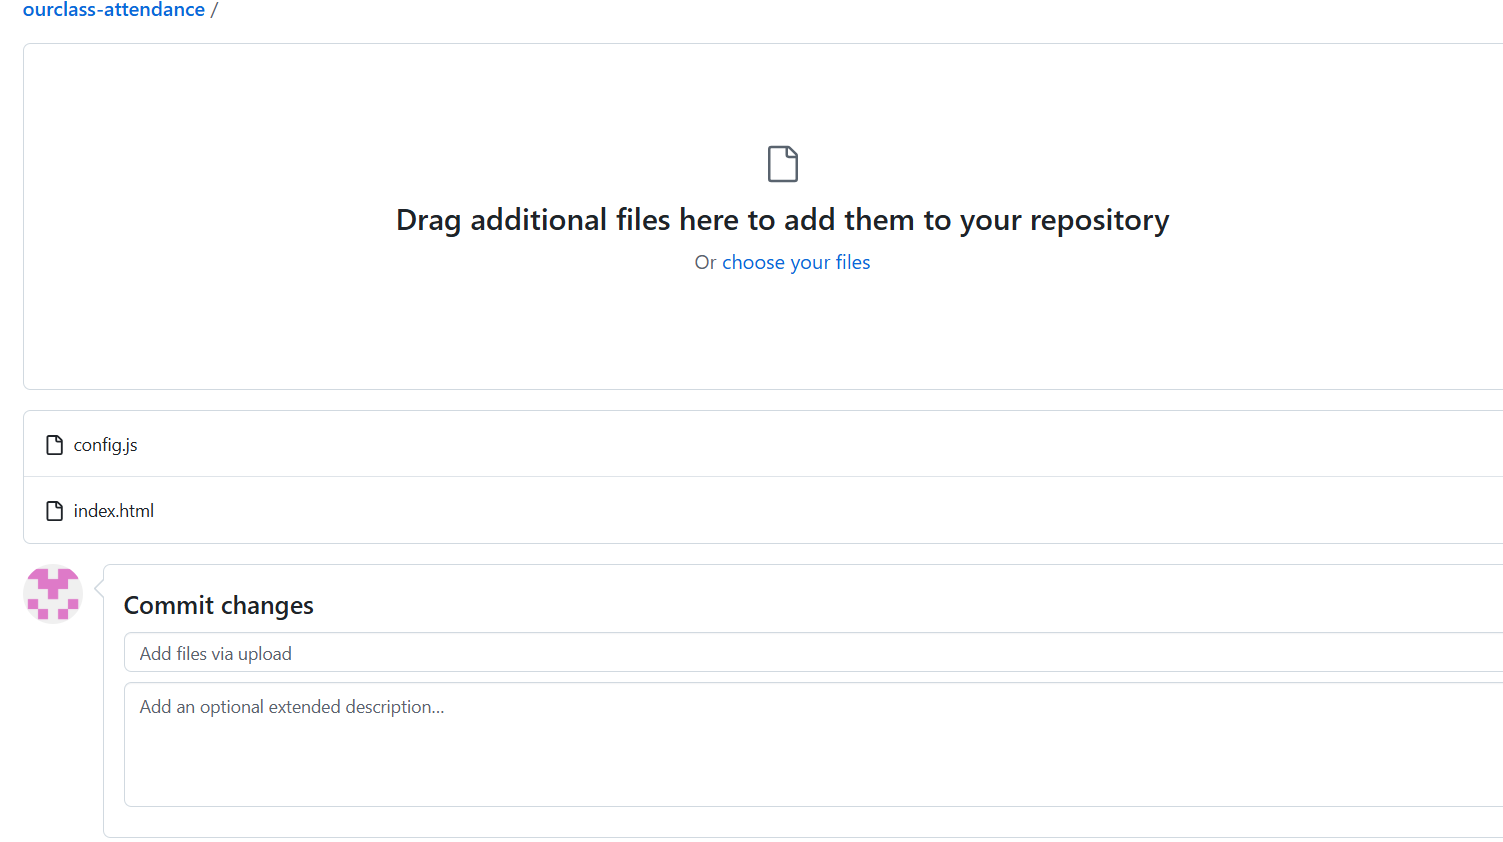 ourclass-attendance /
Drag additional files here to add them to your repository
Or choose your files
config.js
index.html
Commit changes
Add files via upload
Add an optional extended description...